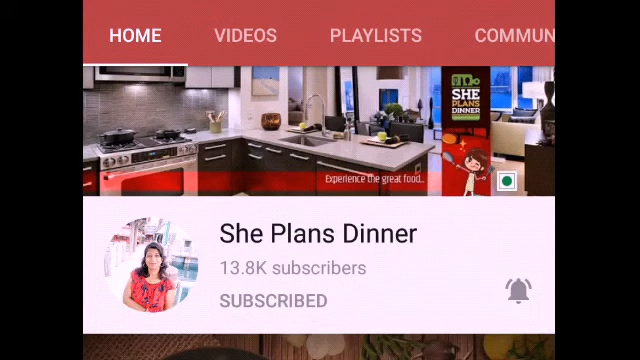 HOME VIDEOS PLAYLISTS COMMUN
SHE
PLANS
DINNER
Experience the great food...
She Plans Dinner
13.8K subscribers
SUBSCRIBED